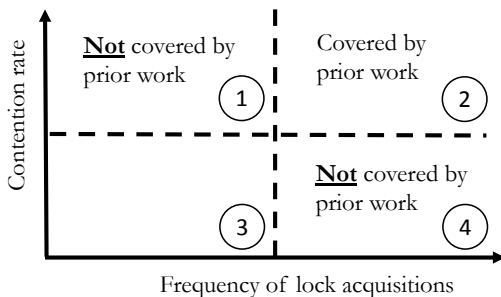 Contention rate
Not covered by
prior work
1
Covered by
prior work
2
3
Not covered by
prior work
4
Frequency of lock acquisitions